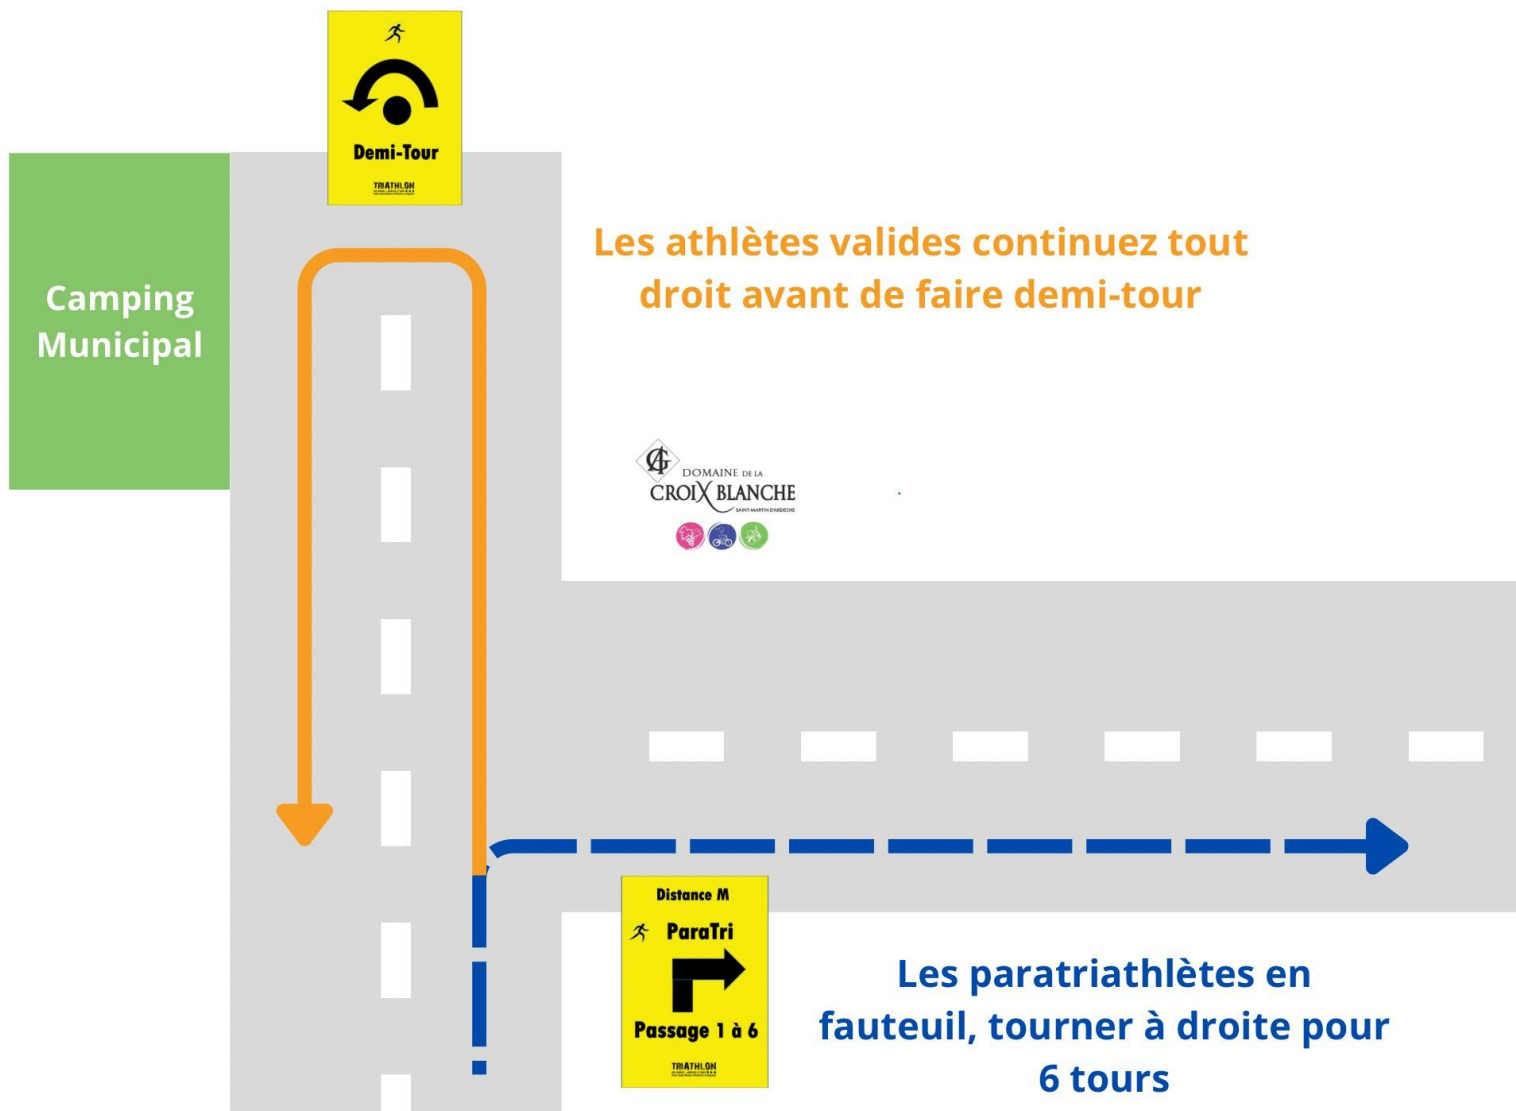 Demi-Tour
TRIATHLON
Camping
Municipal
Les athlètes valides continuez tout
droit avant de faire demi-tour
DOMAINE DE LA
CROIX BLANCHE
SAINT-MARTIN D'ARDÈCHE
Distance M
ParaTri
Passage 1 à 6
TRIATHLON
Les paratriathlètes en
fauteuil, tourner à droite pour
6 tours